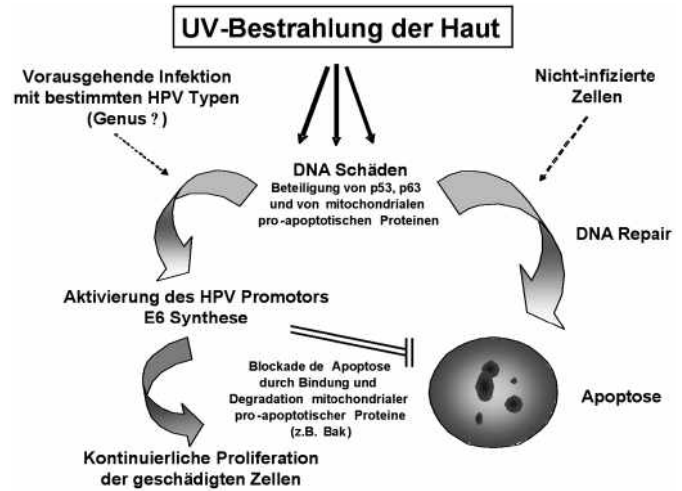 UV-Bestrahlung der Haut
Vorausgehende Infektion
mit bestimmten HPV Typen
(Genus ?)
Nicht-infizierte
Zellen
DNA Schäden
Beteiligung von p53, p63
und von mitochondrialen
pro-apoptotischen Proteinen
DNA Repair
Aktivierung des HPV Promotors
E6 Synthese
Blockade de Apoptose
durch Bindung und
Degradation mitochondrialer
pro-apoptotischer Proteine
(z.B. Bak)
Apoptose
Kontinuierliche Proliferation
der geschädigten Zellen